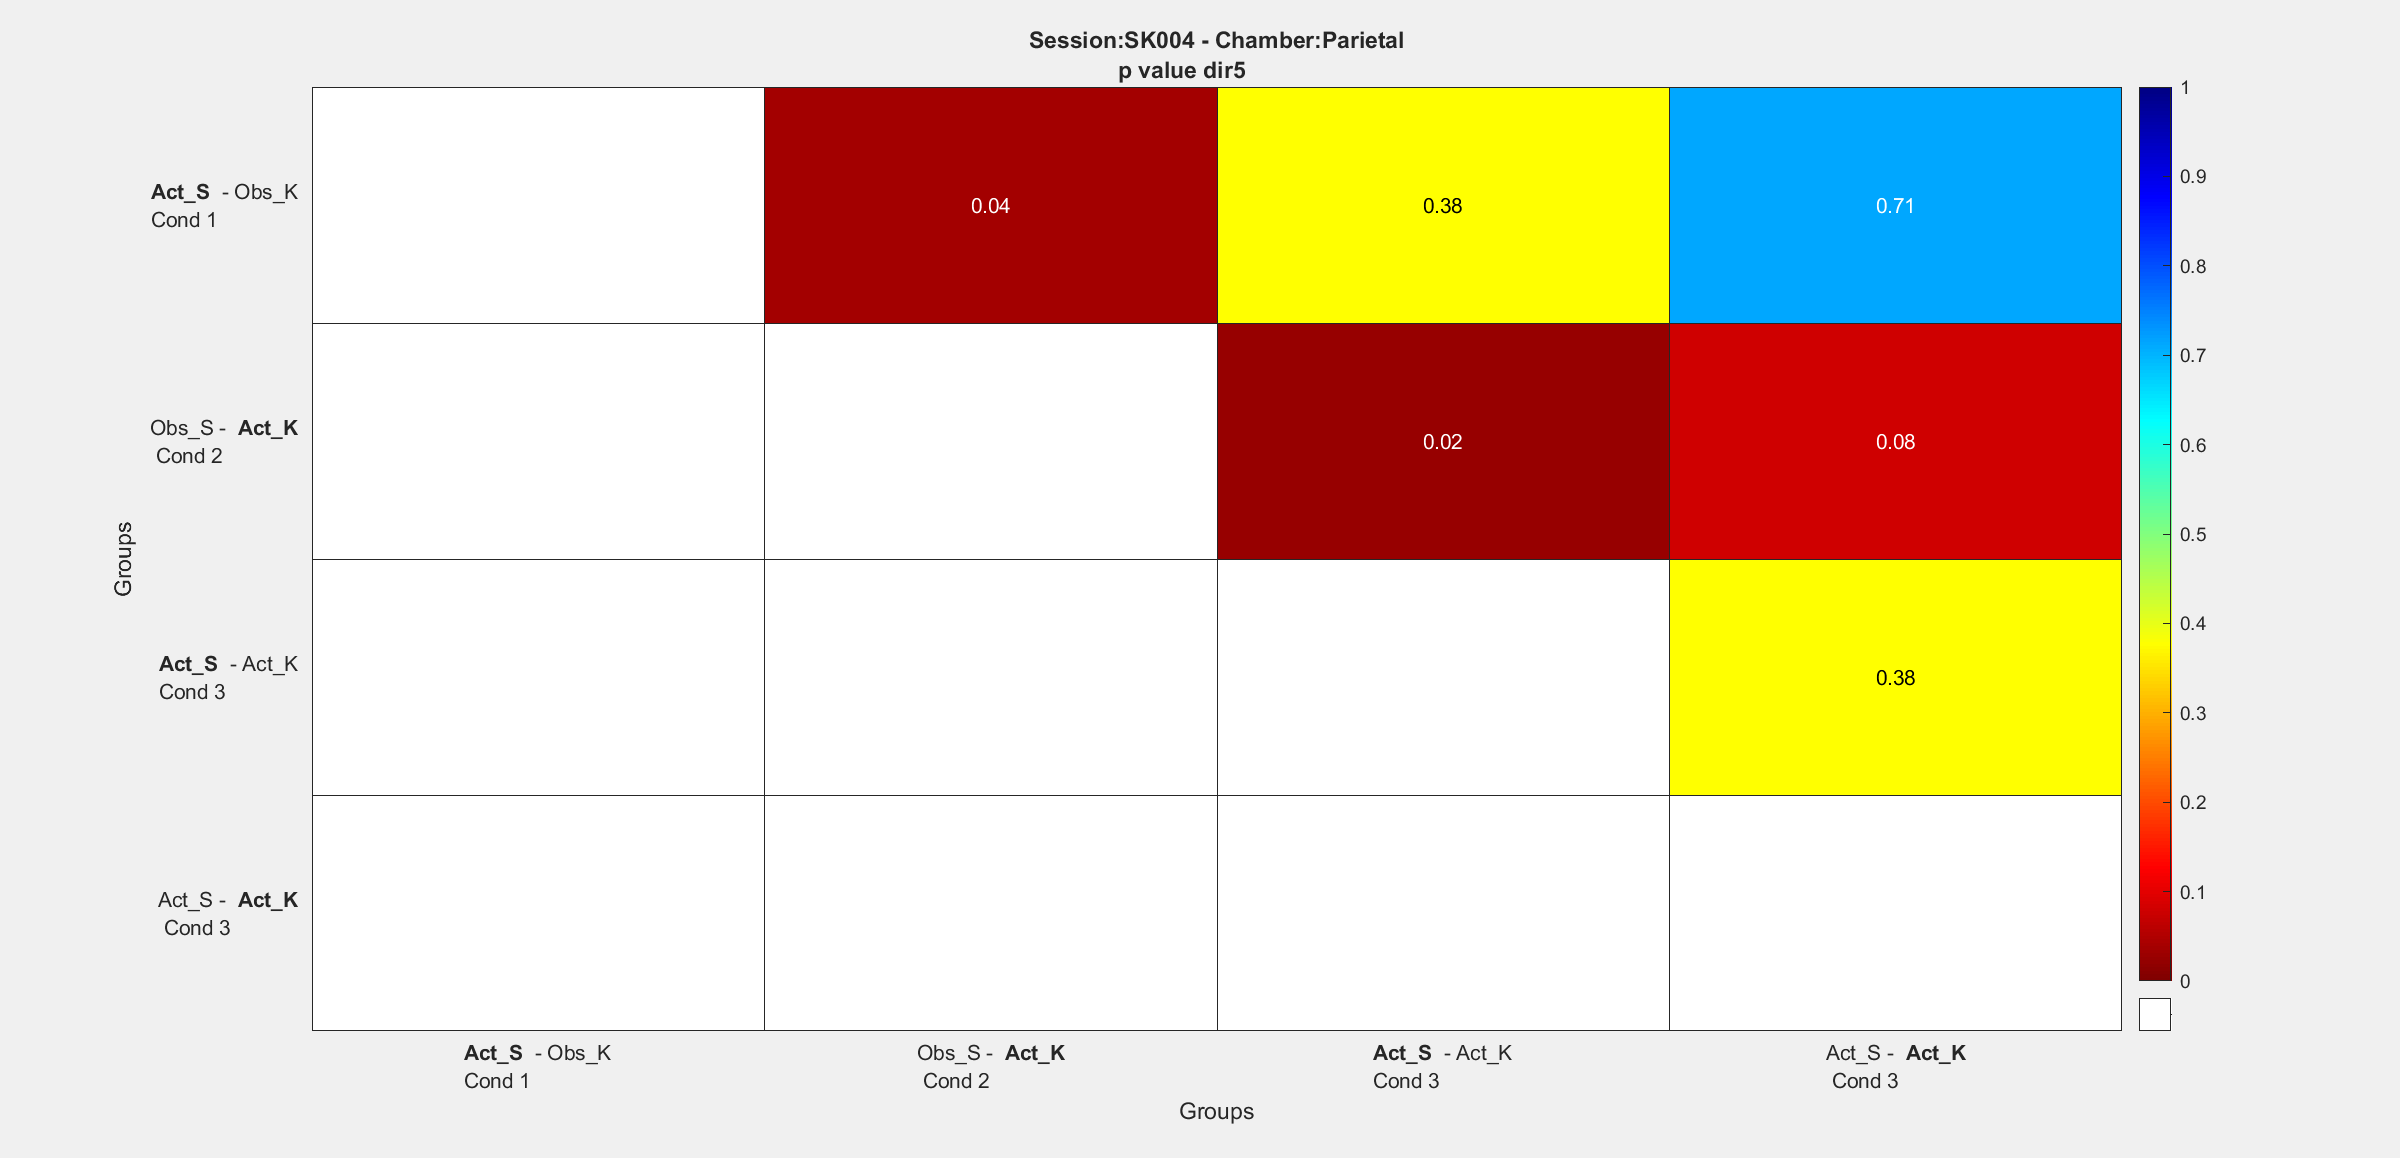 Session:SK004 - Chamber:Parietal
p value dir5
Act_S - Obs_K
Cond 1
0.04
0.38
0.71
Obs_S - Act_K
Cond 2
0.02
0.08
Act_S - Act_K
Cond 3
0.38
Act_S - Act_K
Cond 3
Groups
1
0.9
0.8
0.7
0.6
0.5
0.4
0.3
0.2
0.1
0
Act_S - Obs_K
Cond 1
Obs_S - Act_K
Cond 2
Act_S - Act_K
Cond 3
Act_S - Act_K
Cond 3
Groups